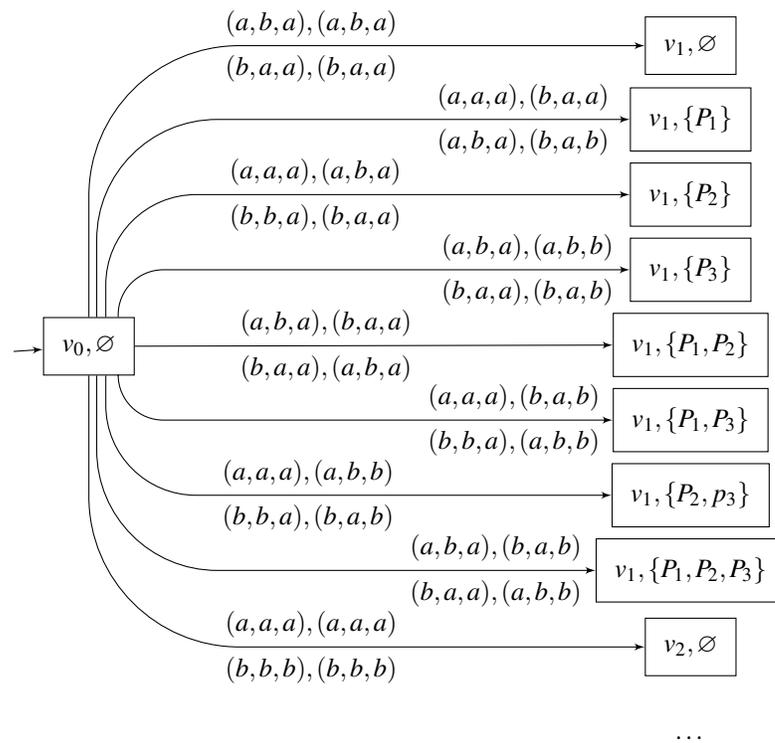 (a,b,a),(a,b,a)
v₁,∅
(b,a,a),(b,a,a)
(a,a,a),(b,a,a)
v₁,{P₁}
(a,b,a),(b,a,b)
(a,a,a),(a,b,a)
v₁,{P₂}
(b,b,a),(b,a,a)
(a,b,a),(a,b,b)
v₁,{P₃}
(b,a,a),(b,a,b)
(a,b,a),(b,a,a)
v₀,∅
v₁,{P₁,P₂}
(b,a,a),(a,b,a)
(a,a,a),(b,a,b)
v₁,{P₁,P₃}
(b,b,a),(a,b,b)
(a,a,a),(a,b,b)
v₁,{P₂,p₃}
(b,b,a),(b,a,b)
(a,b,a),(b,a,b)
v₁,{P₁,P₂,P₃}
(b,a,a),(a,b,b)
(a,a,a),(a,a,a)
v₂,∅
(b,b,b),(b,b,b)
...